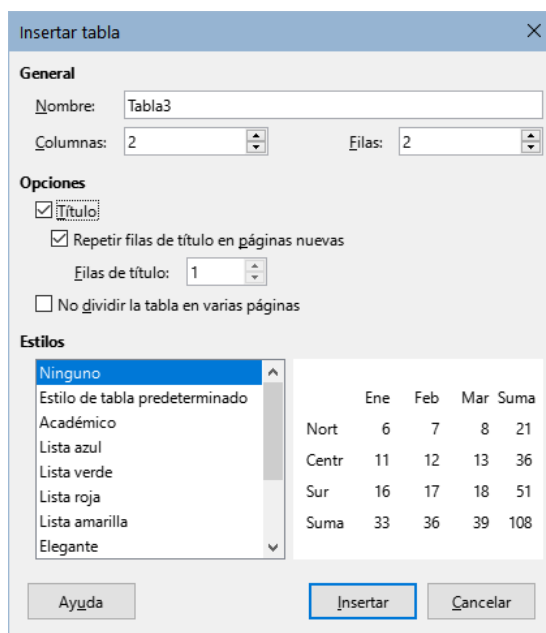 Insertar tabla
General
Nombre: Tabla3
Columnas: 2 Filas: 2
Opciones
Título
Repetir filas de título en páginas nuevas
Filas de título: 1
No dividir la tabla en varias páginas
Estilos
Ninguno
Estilo de tabla predeterminado
Académico
Lista azul
Lista verde
Lista roja
Lista amarilla
Elegante
Ene Feb Mar Suma
Nort 6 7 8 21
Centr 11 12 13 36
Sur 16 17 18 51
Suma 33 36 39 108
Ayuda Insertar Cancelar